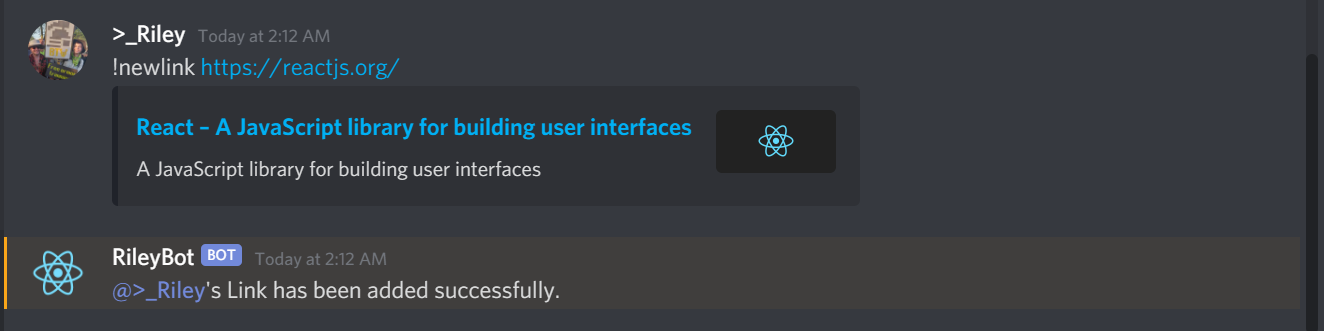 >_Riley Today at 2:12 AM
!newlink https://reactjs.org/
React – A JavaScript library for building user interfaces
A JavaScript library for building user interfaces
RileyBot BOT Today at 2:12 AM
@>_Riley's Link has been added successfully.